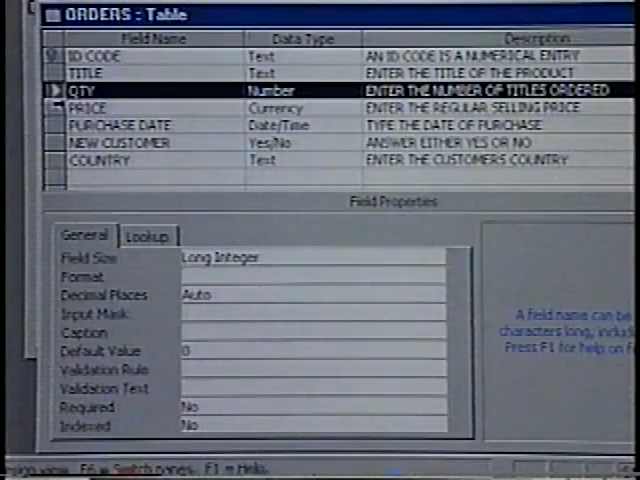 ORDERS : Table
Field Name Data Type Description
ID CODE Text AN ID CODE IS A NUMERICAL ENTRY
TITLE Text ENTER THE TITLE OF THE PRODUCT
QTY Number ENTER THE NUMBER OF TITLES ORDERED
PRICE Currency ENTER THE REGULAR SELLING PRICE
PURCHASE DATE Date/Time TYPE THE DATE OF PURCHASE
NEW CUSTOMER Yes/No ANSWER EITHER YES OR NO
COUNTRY Text ENTER THE CUSTOMERS COUNTRY
Field Properties
General Lookup
Field Size Long Integer
Format
Decimal Places Auto
Input Mask
Caption
Default Value 0
Validation Rule
Validation Text
Required No
Indexed No
A field name can be
characters long, includ
Press F1 for help on f
F6 = Switch panes. F1 = Help.